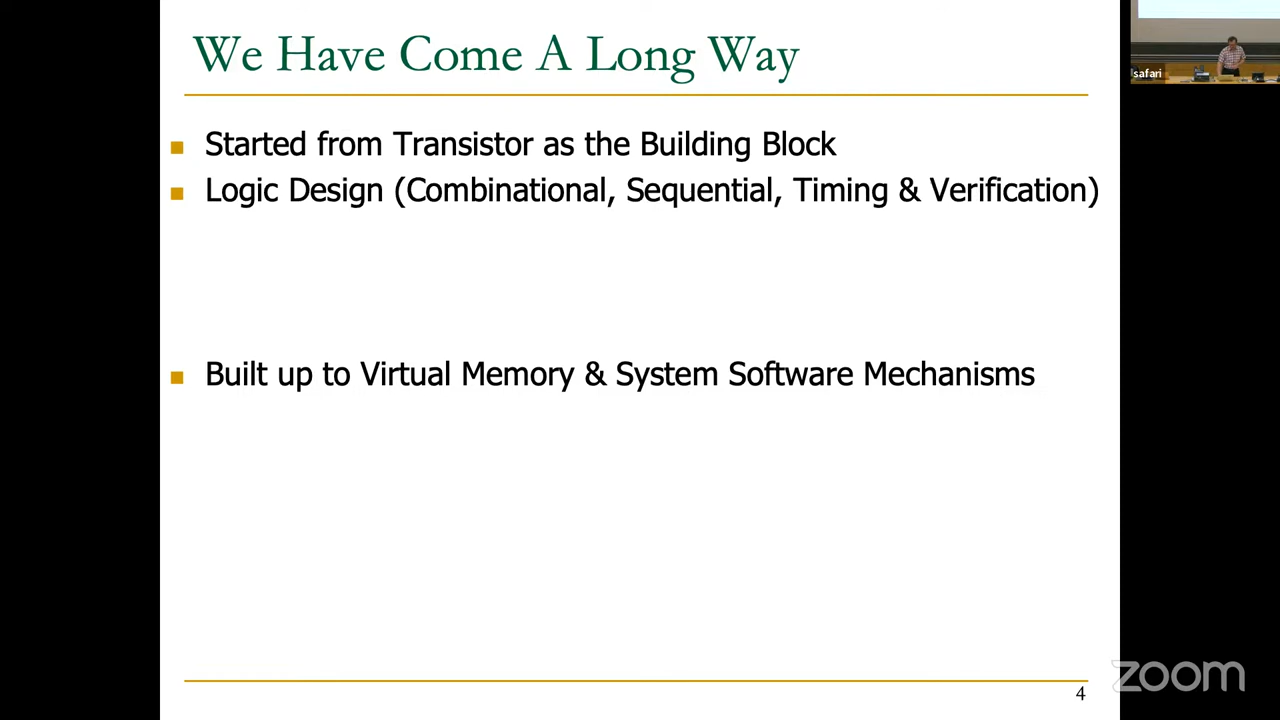 We Have Come A Long Way
safari
Started from Transistor as the Building Block
Logic Design (Combinational, Sequential, Timing & Verification)
Built up to Virtual Memory & System Software Mechanisms
zoom
4